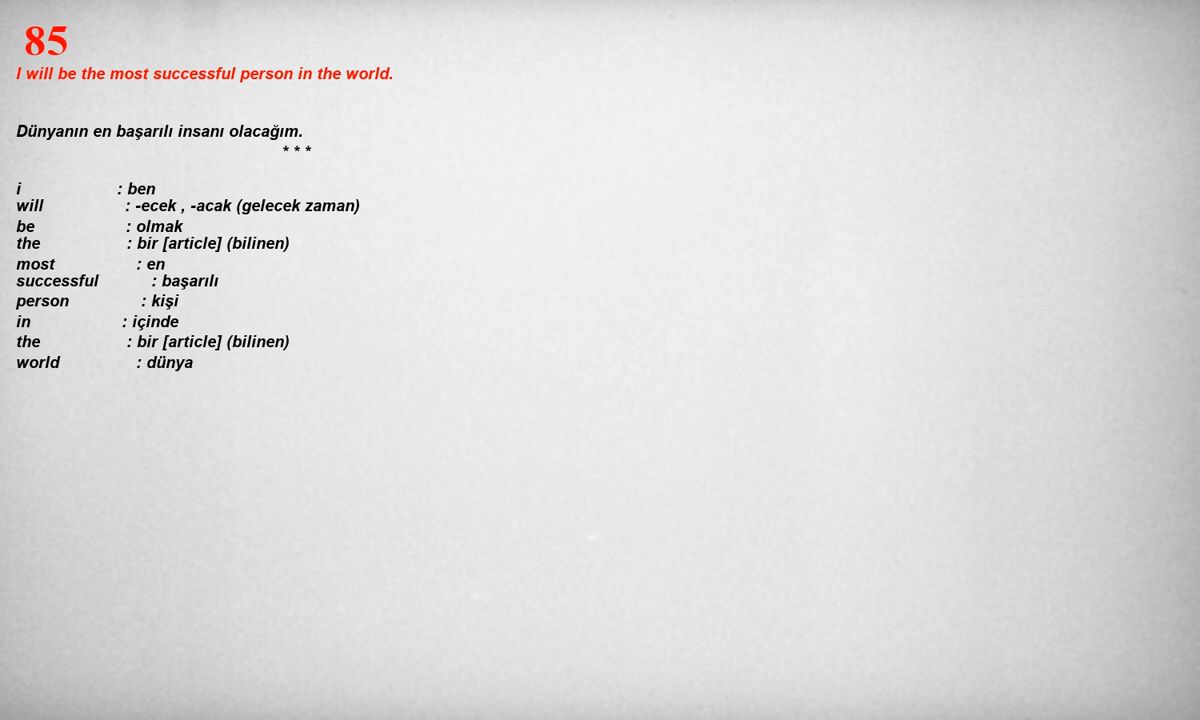 85
I will be the most successful person in the world.
Dünyanın en başarılı insanı olacağım.
* * *
i : ben
will : -ecek , -acak (gelecek zaman)
be : olmak
the : bir [article] (bilinen)
most : en
successful : başarılı
person : kişi
in : içinde
the : bir [article] (bilinen)
world : dünya